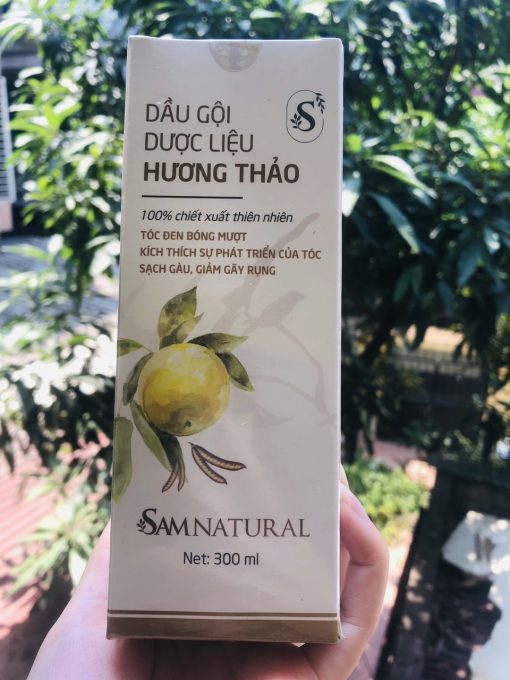 DẦU GỘI
DƯỢC LIỆU
HƯƠNG THẢO
S
100% chiết xuất thiên nhiên
TÓC ĐEN BÓNG MƯỢT
KÍCH THÍCH SỰ PHÁT TRIỂN CỦA TÓC
SẠCH GÀU, GIẢM GÃY RỤNG
SAMNATURAL
Net: 300 ml